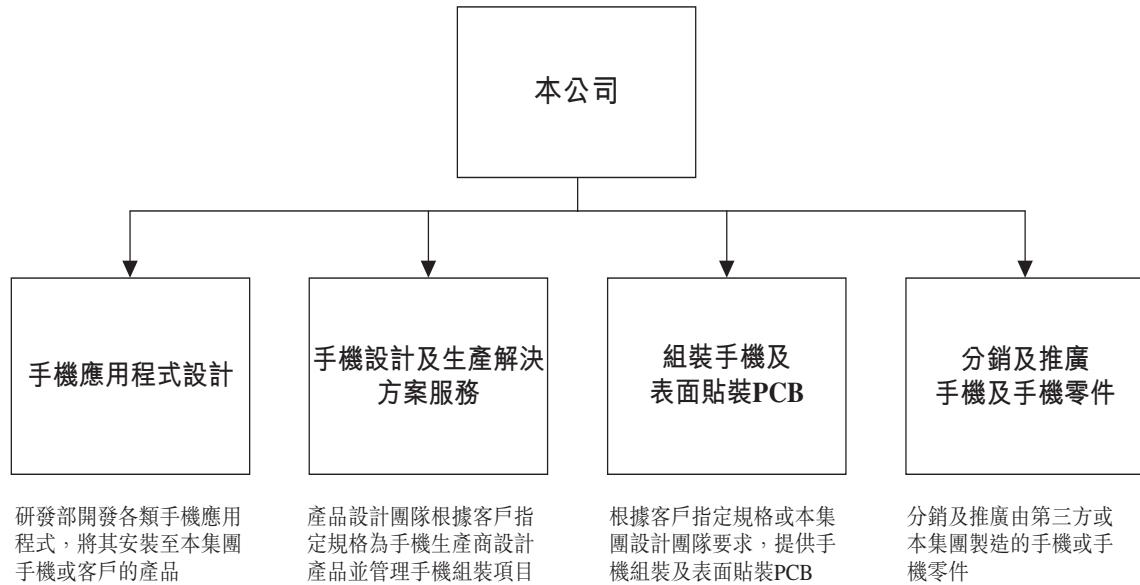 本公司
手機應用程式設計
手機設計及生產解決
方案服務
組裝手機及
表面貼裝PCB
分銷及推廣
手機及手機零件
研發部開發各類手機應用
程式，將其安裝至本集團
手機或客戶的產品
產品設計團隊根據客戶指
定規格為手機生產商設計
產品並管理手機組裝項目
根據客戶指定規格或本集
團設計團隊要求，提供手
機組裝及表面貼裝PCB
分銷及推廣由第三方或
本集團製造的手機或手
機零件